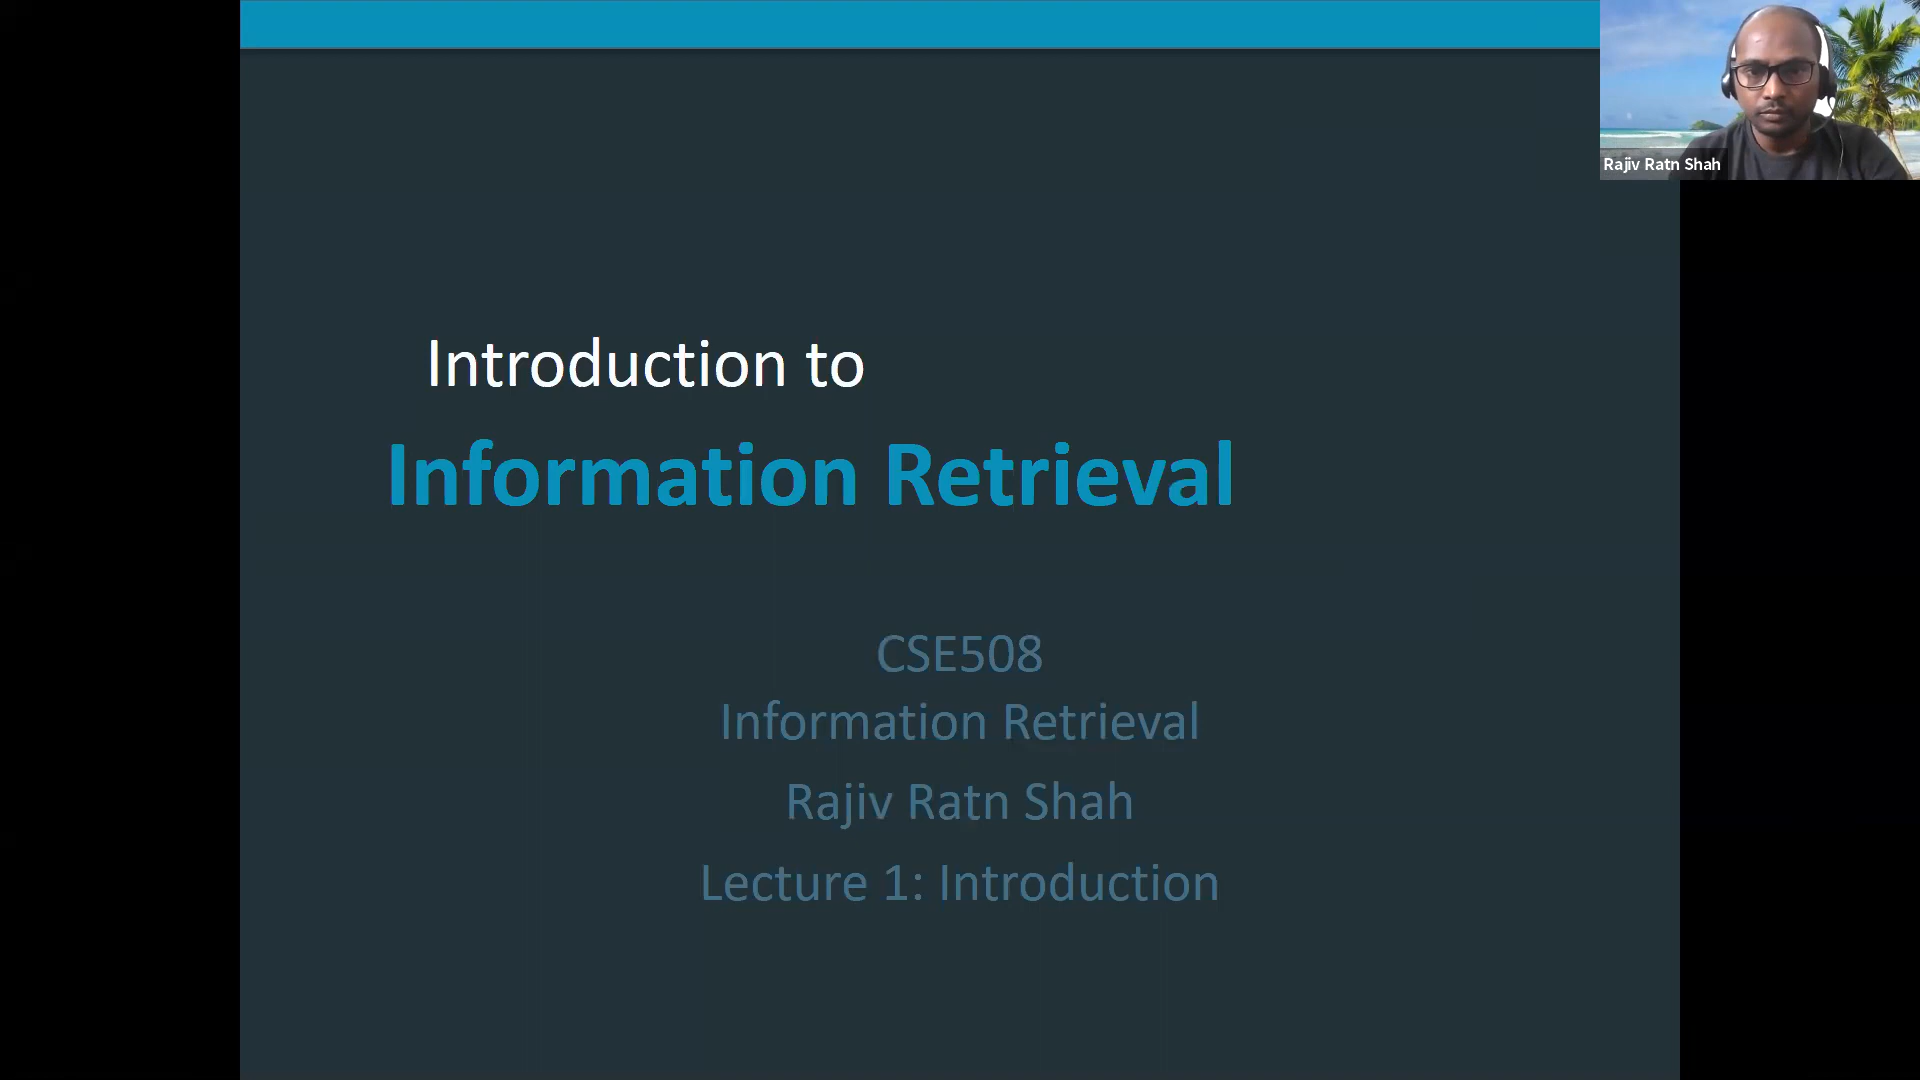 Introduction to
Information Retrieval
CSE508
Information Retrieval
Rajiv Ratn Shah
Lecture 1: Introduction
Rajiv Ratn Shah